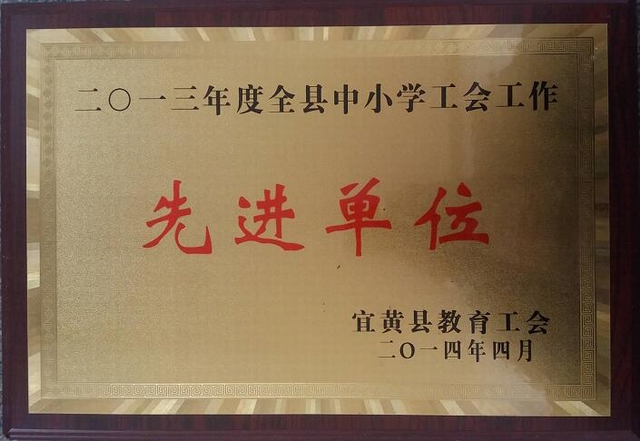 二〇一三年度全县中小学工会工作
先进单位
宜黄县教育工会
二〇一四年四月